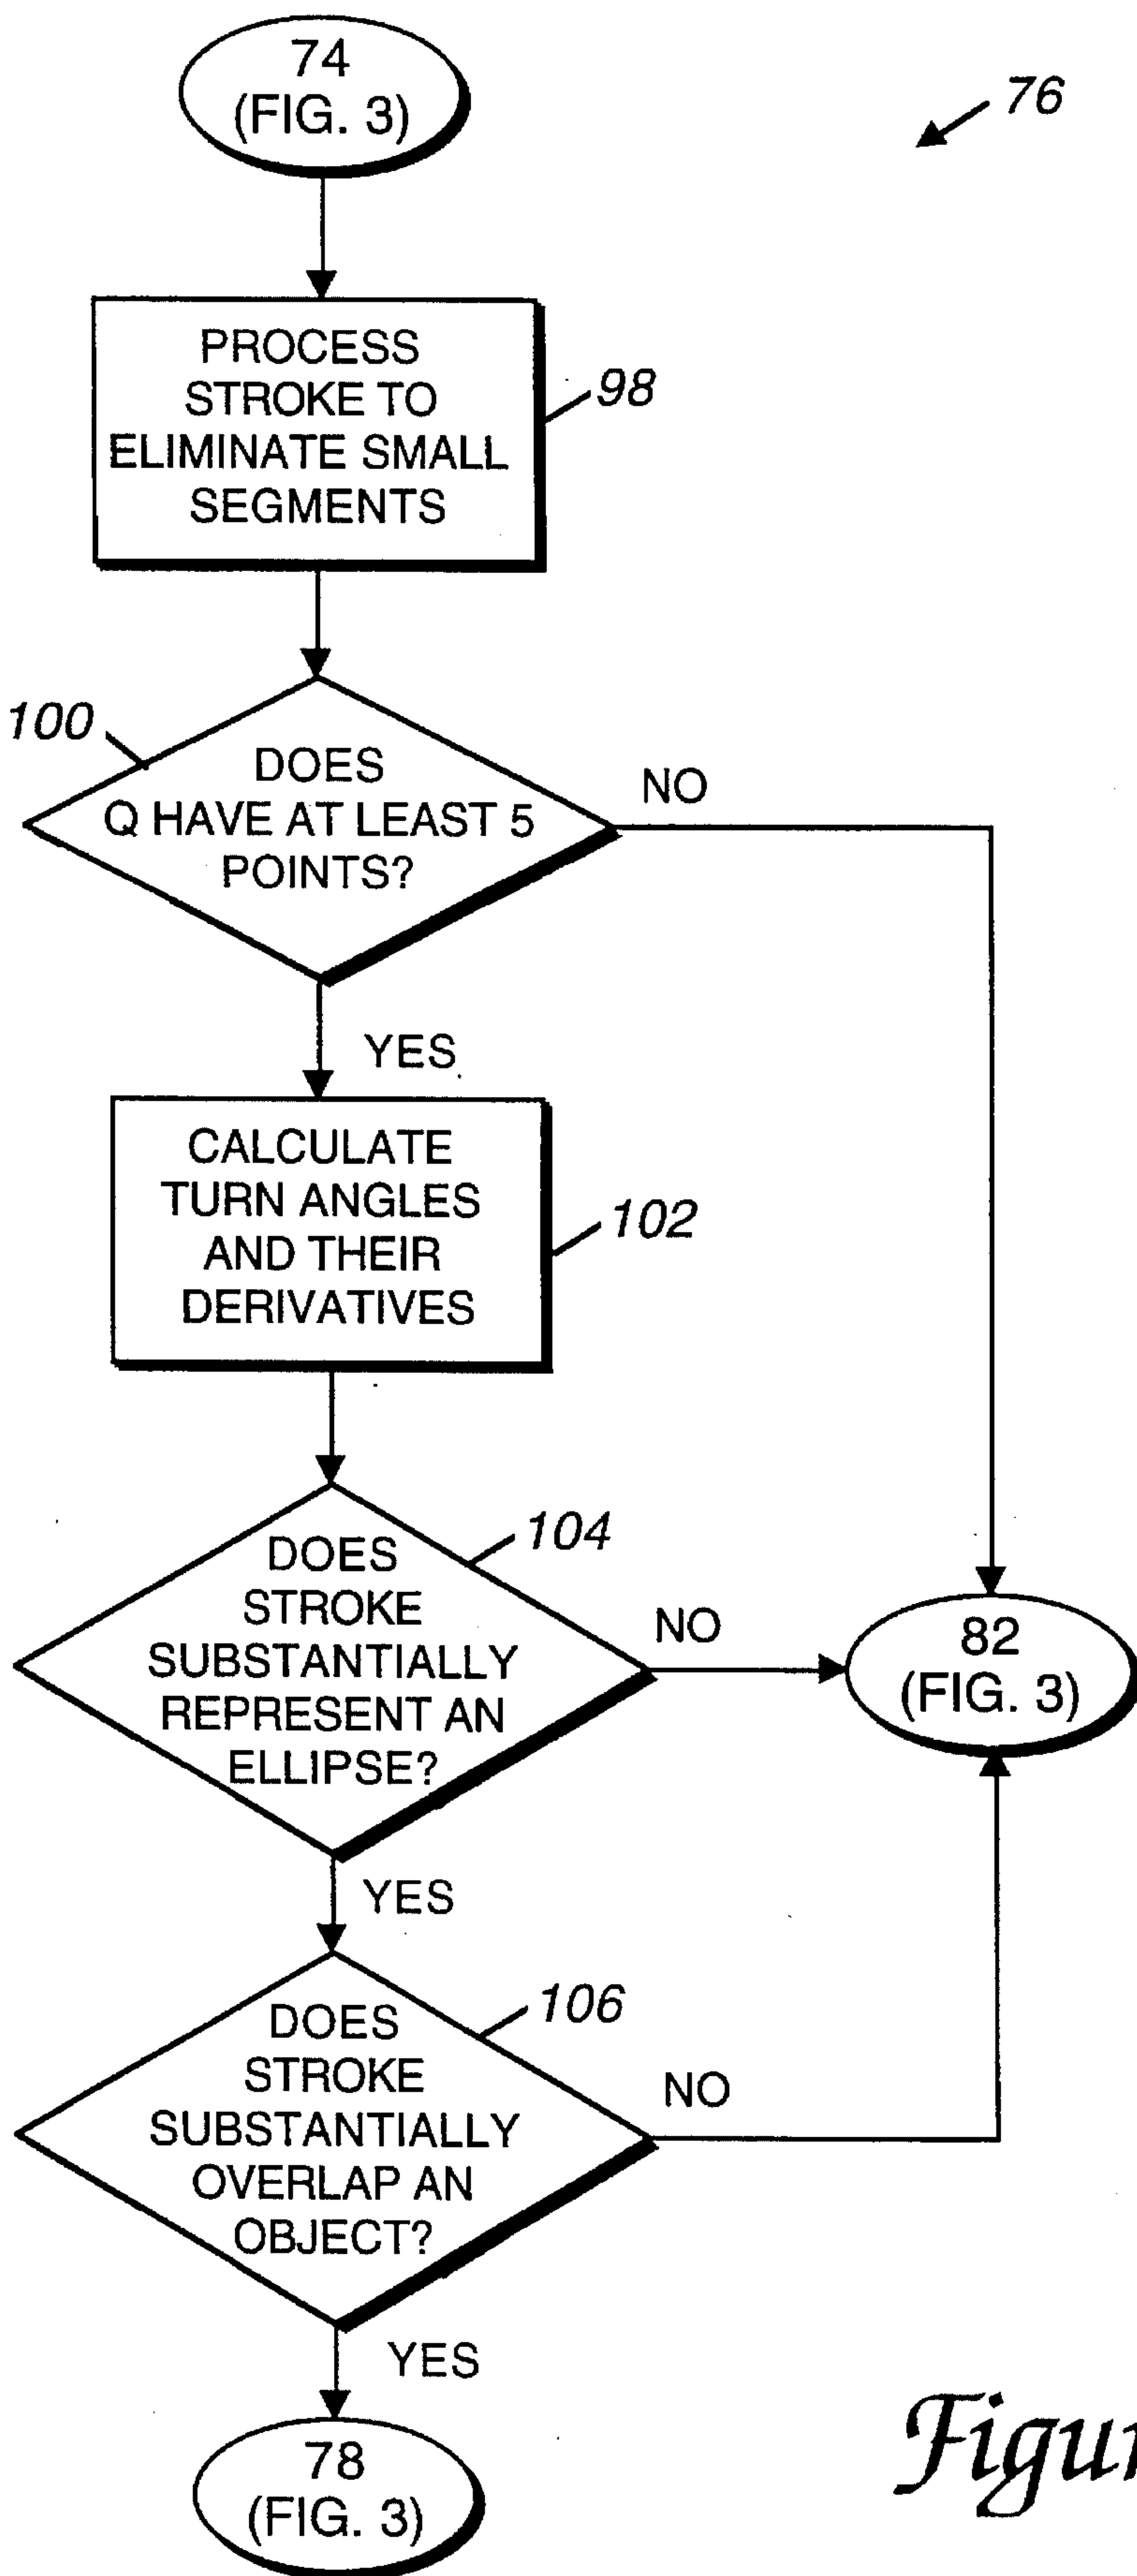 74
(FIG. 3)
76
PROCESS
STROKE TO
ELIMINATE SMALL
SEGMENTS
98
100
DOES
Q HAVE AT LEAST 5
POINTS?
NO
YES
CALCULATE
TURN ANGLES
AND THEIR
DERIVATIVES
102
104
DOES
STROKE
SUBSTANTIALLY
REPRESENT AN
ELLIPSE?
NO
82
(FIG. 3)
YES
106
DOES
STROKE
SUBSTANTIALLY
OVERLAP AN
OBJECT?
NO
YES
78
(FIG. 3)